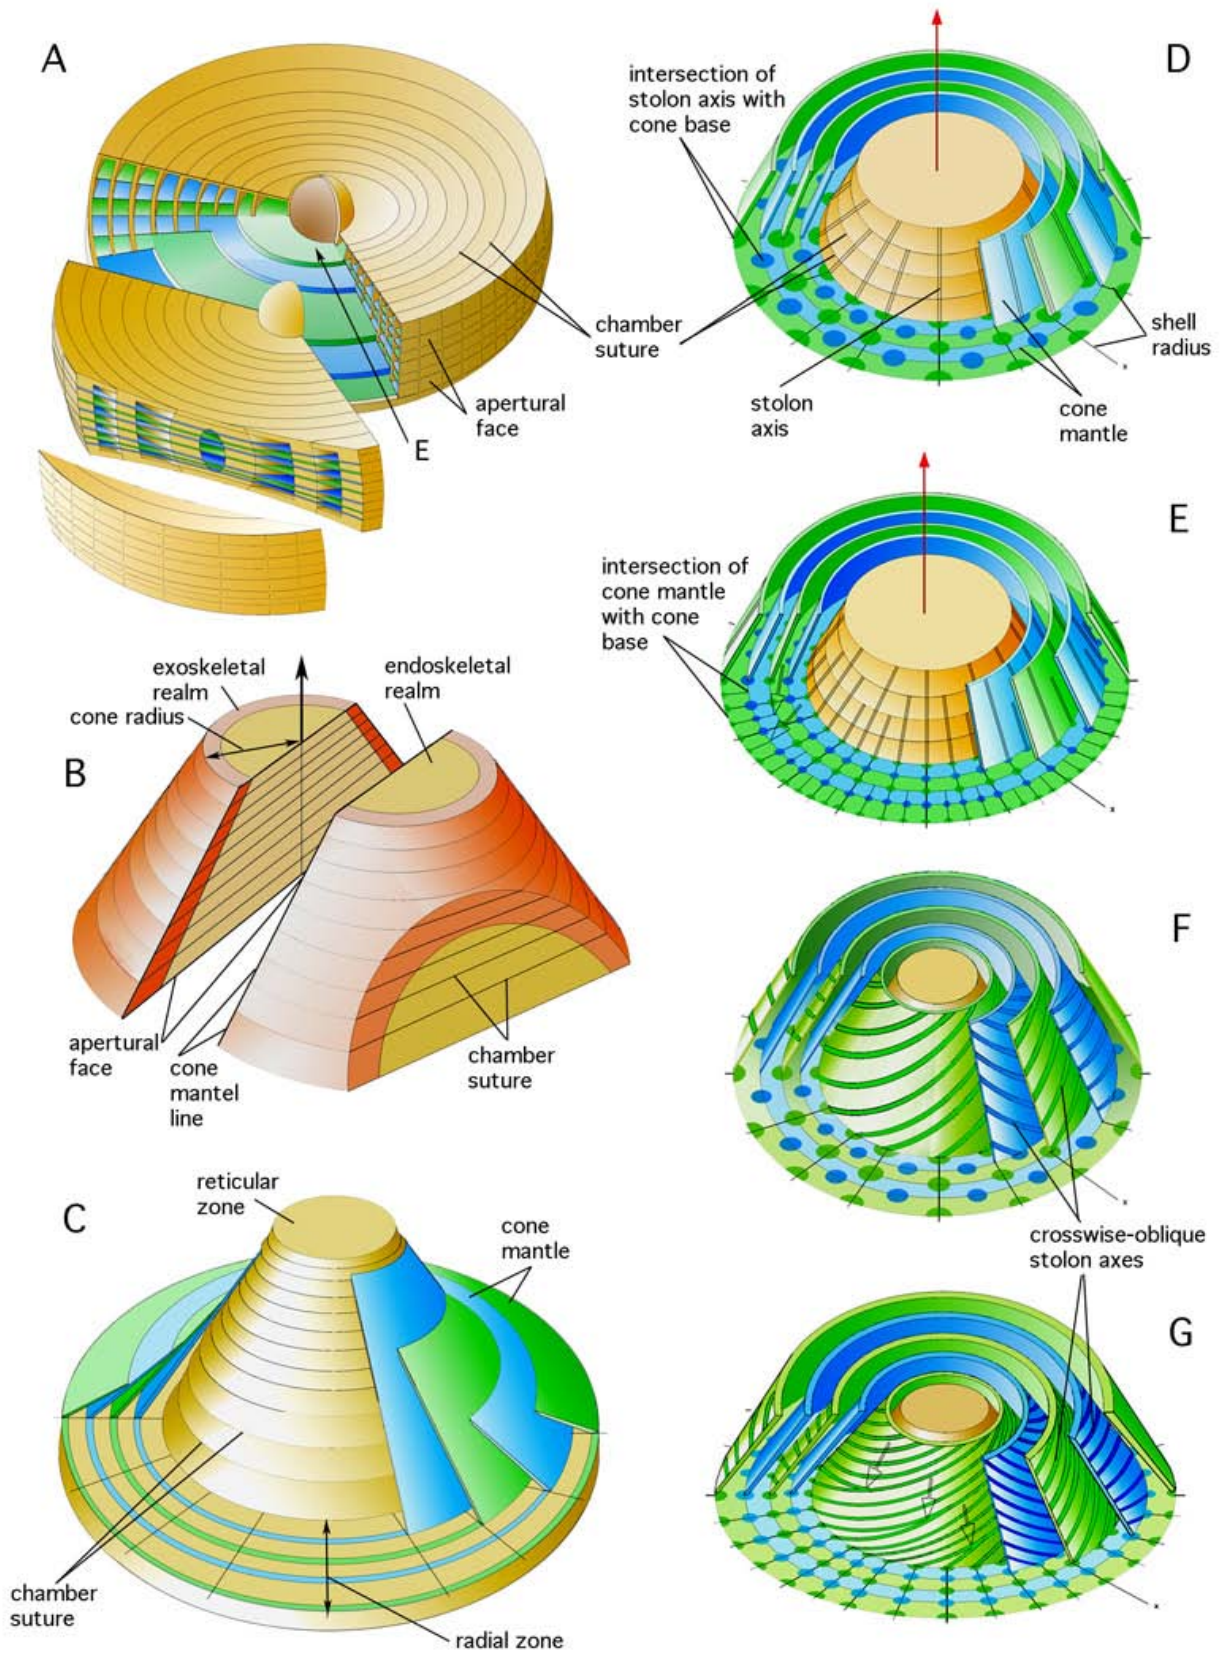 A
chamber
suture
apertural
face
E
D
intersection of
stolon axis with
cone base
shell
radius
x
stolon
axis
cone
mantle
E
intersection of
cone mantle
with cone
base
x
B
exoskeletal
realm
cone radius
endoskeletal
realm
apertural
face
cone
mantel
line
chamber
suture
F
x
crosswise-oblique
stolon axes
C
reticular
zone
cone
mantle
chamber
suture
radial zone
G
x